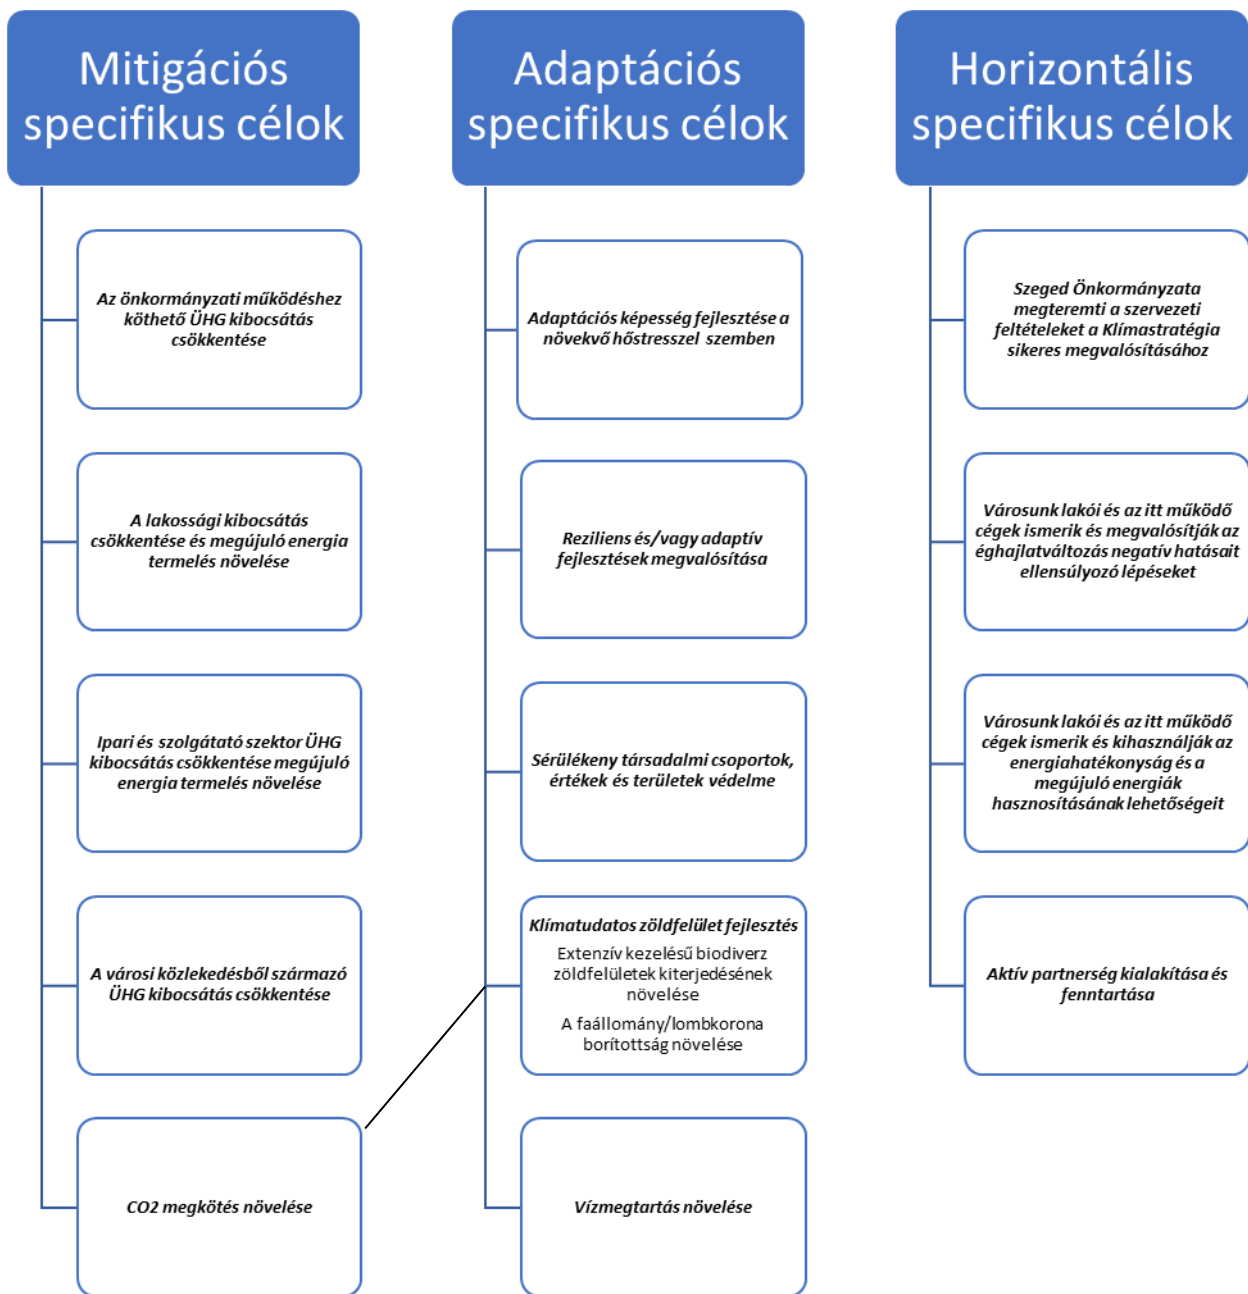 Mitigációs
specifikus célok
Az önkormányzati működéshez
köthető ÜHG kibocsátás
csökkentése
A lakossági kibocsátás
csökkentése és megújuló energia
termelés növelése
Ipari és szolgátató szektor ÜHG
kibocsátás csökkentése megújuló
energia termelés növelése
A városi közlekedésből származó
ÜHG kibocsátás csökkentése
CO2 megkötés növelése
Adaptációs
specifikus célok
Adaptációs képesség fejlesztése a
növekvő hőstresszel szemben
Reziliens és/vagy adaptív
fejlesztések megvalósítása
Sérülékeny társadalmi csoportok,
értékek és területek védelme
Klímatudatos zöldfelület fejlesztés
Extenzív kezelésű biodiverz
zöldfelületek kiterjedésének
növelése
A faállomány/lombkorona
borítottság növelése
Vízmegtartás növelése
Horizontális
specifikus célok
Szeged Önkormányzata
megteremti a szervezeti
feltételeket a Klímastratégia
sikeres megvalósításához
Városunk lakói és az itt működő
cégek ismerik és megvalósítják az
éghajlatváltozás negatív hatásait
ellensúlyozó lépéseket
Városunk lakói és az itt működő
cégek ismerik és kihasználják az
energiahatékonyság és a
megújuló energiák
hasznosításának lehetőségeit
Aktív partnerség kialakítása és
fenntartása